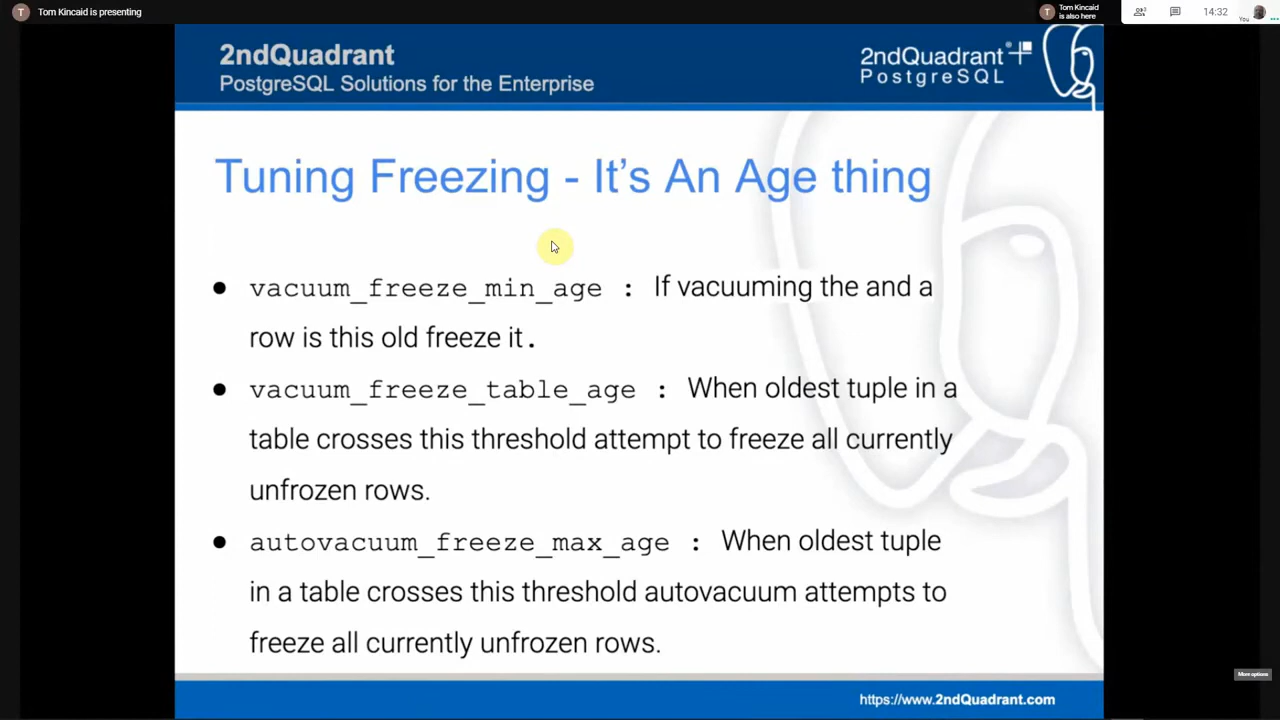 Tom Kincaid is presenting
T
T
Tom Kincaid
is also here
3
14:32
You
2ndQuadrant
PostgreSQL Solutions for the Enterprise
2ndQuadrant®
PostgreSQL
Tuning Freezing - It's An Age thing
● vacuum_freeze_min_age : If vacuuming the and a
row is this old freeze it.
● vacuum_freeze_table_age : When oldest tuple in a
table crosses this threshold attempt to freeze all currently
unfrozen rows.
● autovacuum_freeze_max_age : When oldest tuple
in a table crosses this threshold autovacuum attempts to
freeze all currently unfrozen rows.
More options
https://www.2ndQuadrant.com